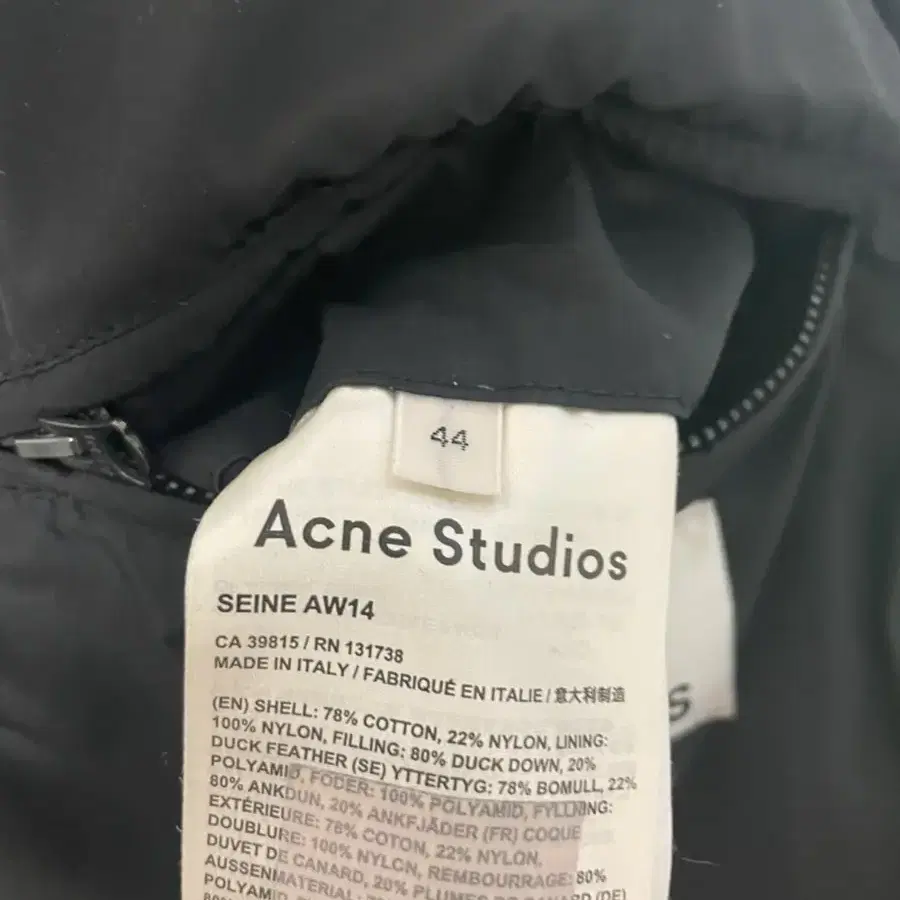 44
Acne Studios
SEINE AW14
CA 39815 / RN 131738
MADE IN ITALY / FABRIQUÉ EN ITALIE / 意大利制造
(EN) SHELL: 78% COTTON, 22% NYLON, LINING:
100% NYLON, FILLING: 80% DUCK DOWN, 20%
DUCK FEATHER (SE) YTTERTYG: 78% BOMULL, 22%
POLYAMID, FODER: 100% POLYAMID, FYLLNING:
80% ANKDUN, 20% ANKFJÄDER (FR) COQUE
EXTÉRIEURE: 78% COTON, 22% NYLON,
DOUBLURE: 100% NYLON, REMBOURRAGE: 80%
DUVET DE CANARD, 20% PLUMES DE CANARD (DE)
AUSSENMATERIAL:
POLYAMID,
S